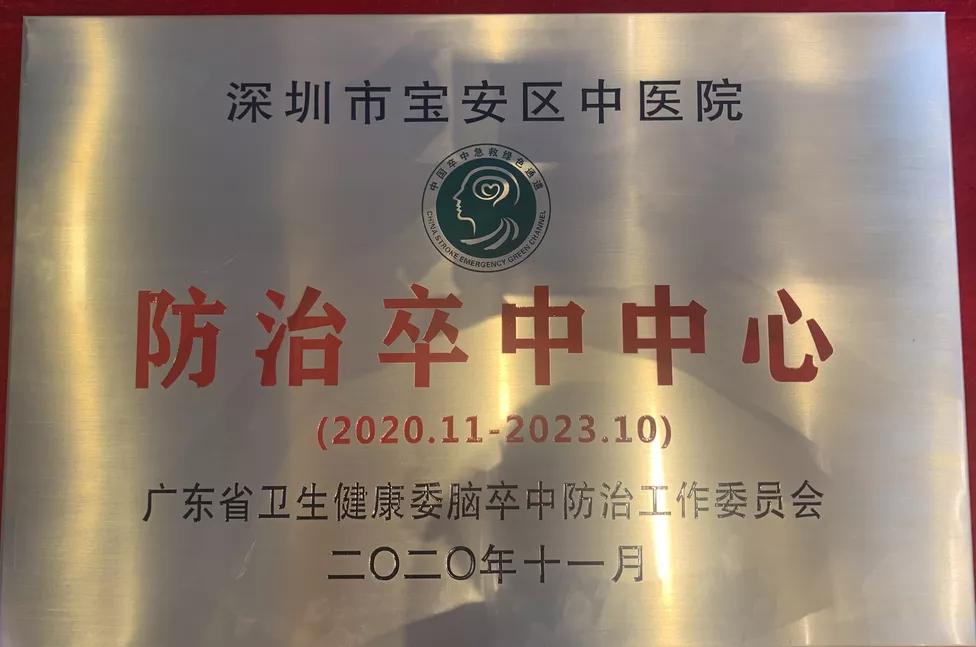 深圳市宝安区中医院
中国卒中急救绿色通道
CHINA STROKE EMERGENCY GREEN CHANNEL
防治卒中中心
(2020.11-2023.10)
广东省卫生健康委脑卒中防治工作委员会
二〇二〇年十一月